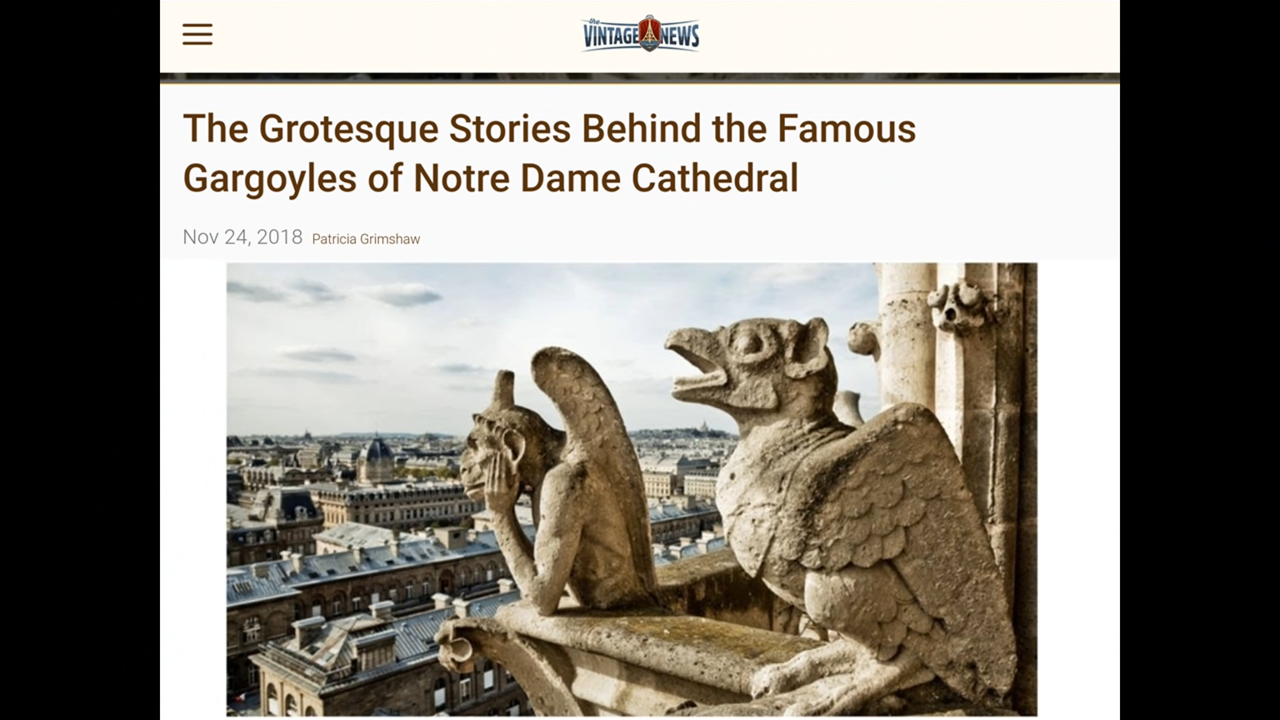 the
VINTAGE NEWS
The Grotesque Stories Behind the Famous
Gargoyles of Notre Dame Cathedral
Nov 24, 2018 Patricia Grimshaw